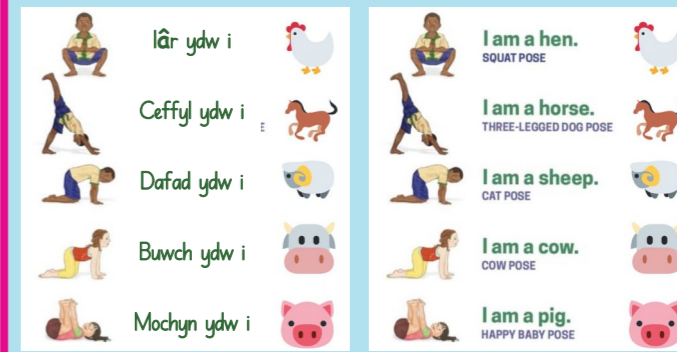 Iâr ydw i
Ceffyl ydw i
E
Dafad ydw i
Buwch ydw i
Mochyn ydw i
I am a hen.
SQUAT POSE
I am a horse.
THREE-LEGGED DOG POSE
I am a sheep.
CAT POSE
I am a cow.
COW POSE
I am a pig.
HAPPY BABY POSE